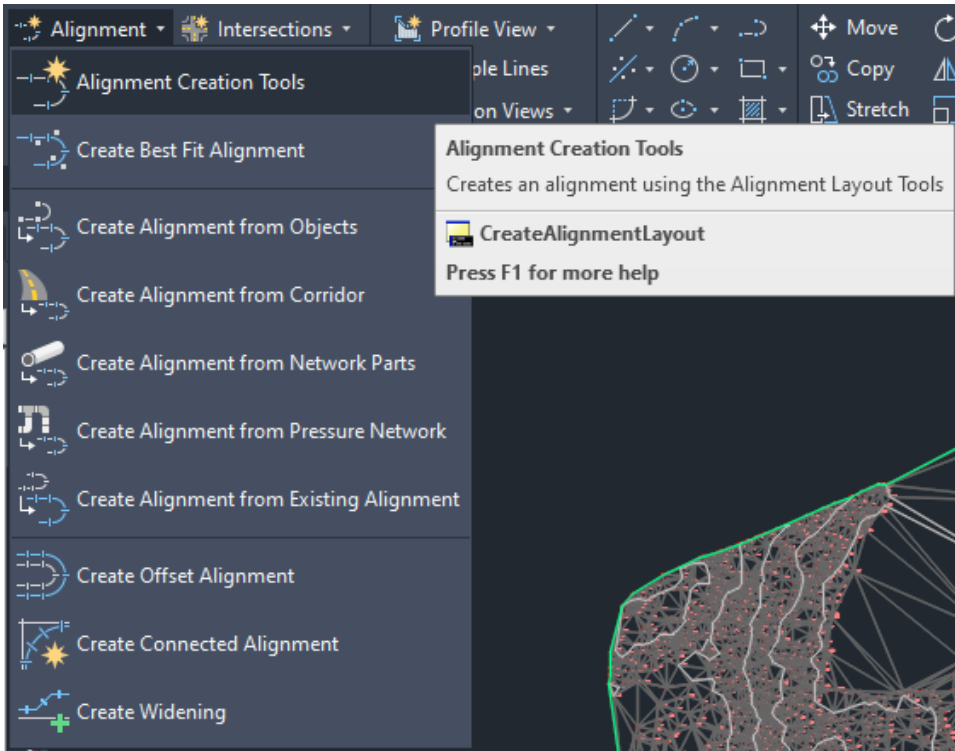 Alignment
Intersections
Profile View
Move
ple Lines
Copy
on Views
Stretch
Alignment Creation Tools
Create Best Fit Alignment
Create Alignment from Objects
Create Alignment from Corridor
Create Alignment from Network Parts
Create Alignment from Pressure Network
Create Alignment from Existing Alignment
Create Offset Alignment
Create Connected Alignment
Create Widening
Alignment Creation Tools
Creates an alignment using the Alignment Layout Tools
CreateAlignmentLayout
Press F1 for more help